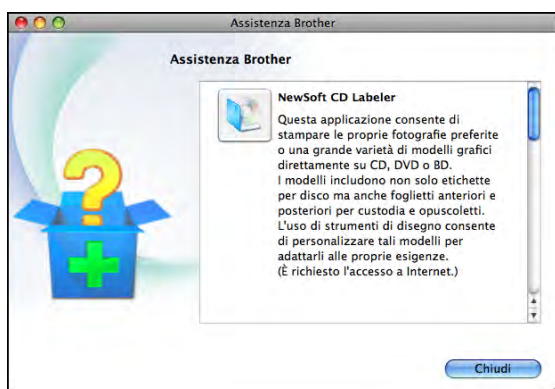 Assistenza Brother
Assistenza Brother
NewSoft CD Labeler
Questa applicazione consente di
stampare le proprie fotografie preferite
o una grande varietà di modelli grafici
direttamente su CD, DVD o BD.
I modelli includono non solo etichette
per disco ma anche foglietti anteriori e
posteriori per custodia e opuscoletti.
L'uso di strumenti di disegno consente
di personalizzare tali modelli per
adattarli alle proprie esigenze.
(È richiesto l'accesso a Internet.)
Chiudi